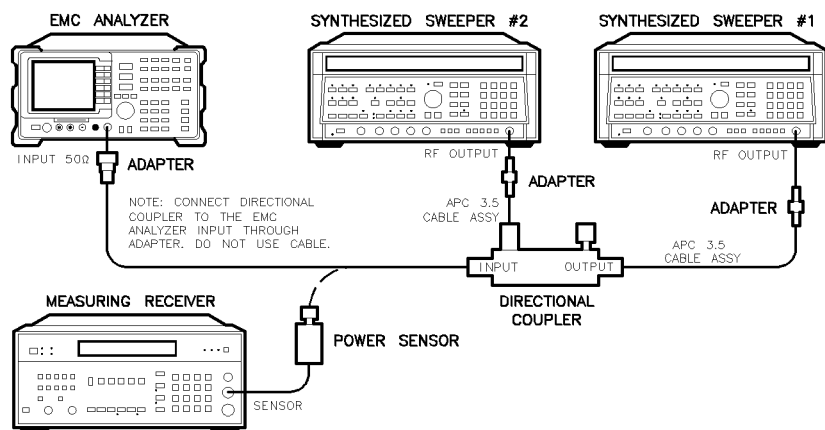 EMC ANALYZER
SYNTHESIZED SWEEPER #2
SYNTHESIZED SWEEPER #1
INPUT 50Ω
ADAPTER
RF OUTPUT
RF OUTPUT
ADAPTER
ADAPTER
NOTE: CONNECT DIRECTIONAL
COUPLER TO THE EMC
ANALYZER INPUT THROUGH
ADAPTER. DO NOT USE CABLE.
APC 3.5
CABLE ASSY
APC 3.5
CABLE ASSY
INPUT
OUTPUT
DIRECTIONAL
COUPLER
MEASURING RECEIVER
POWER SENSOR
SENSOR